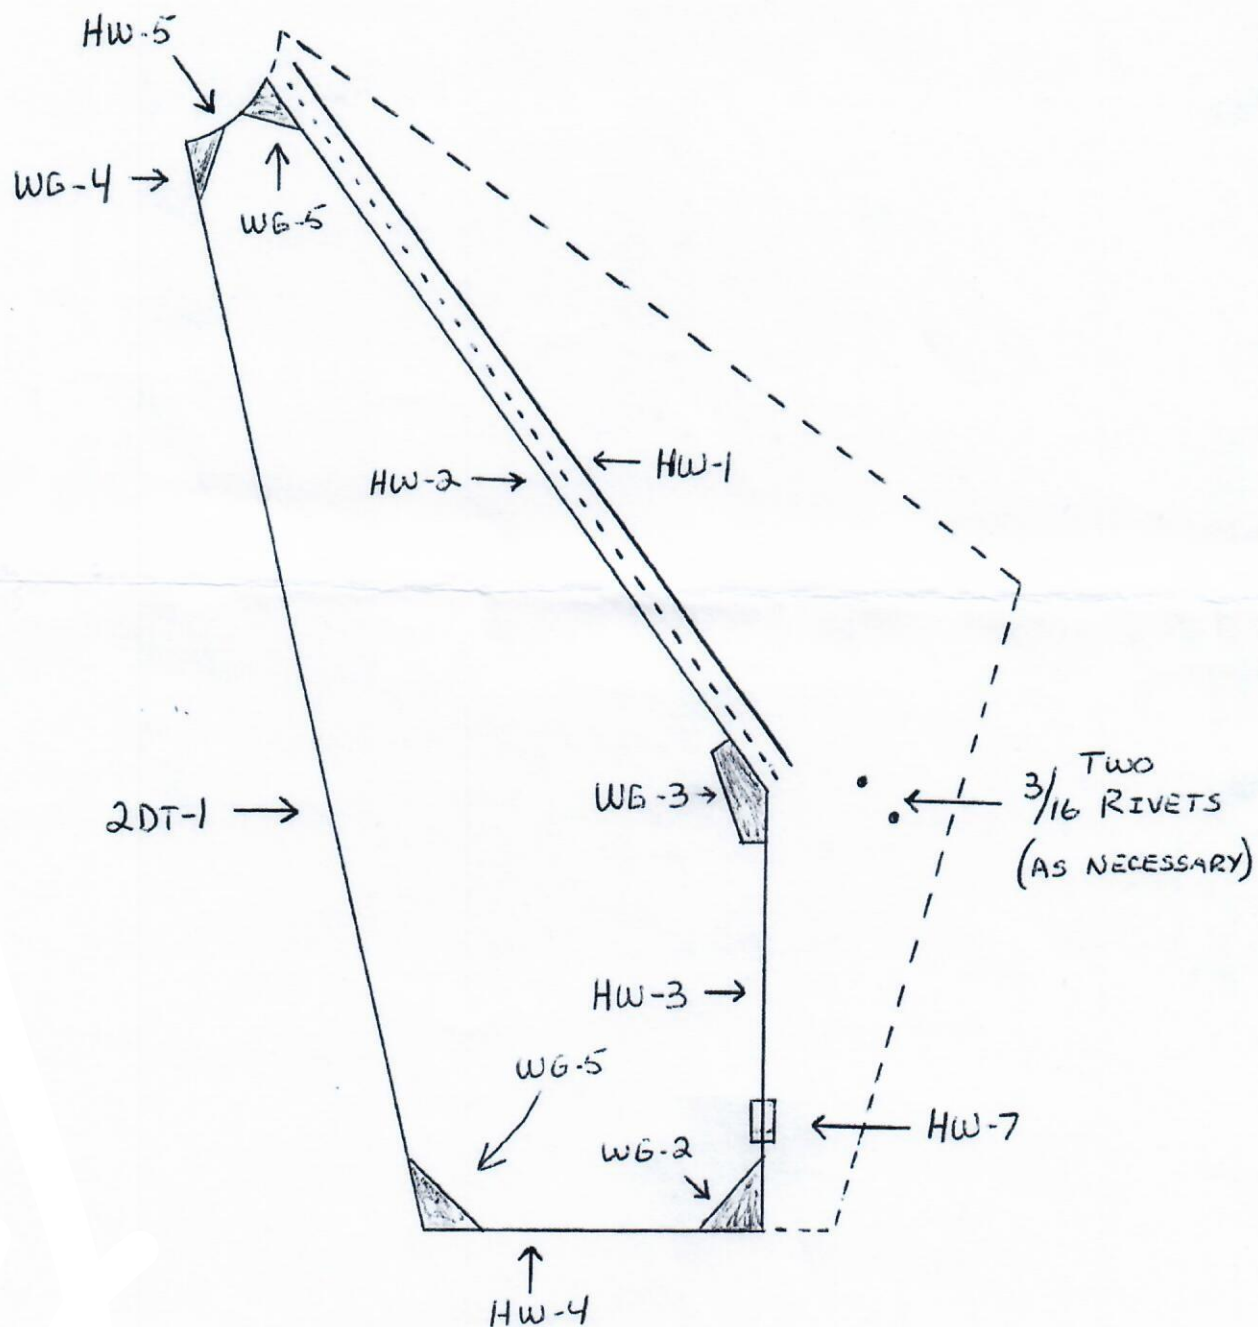 HW-5
WG-4
WG-5
HW-2
HW-1
2DT-1
WG-3
TWO
3/16 RIVETS
(AS NECESSARY)
HW-3
WG-5
HW-7
WG-2
HW-4